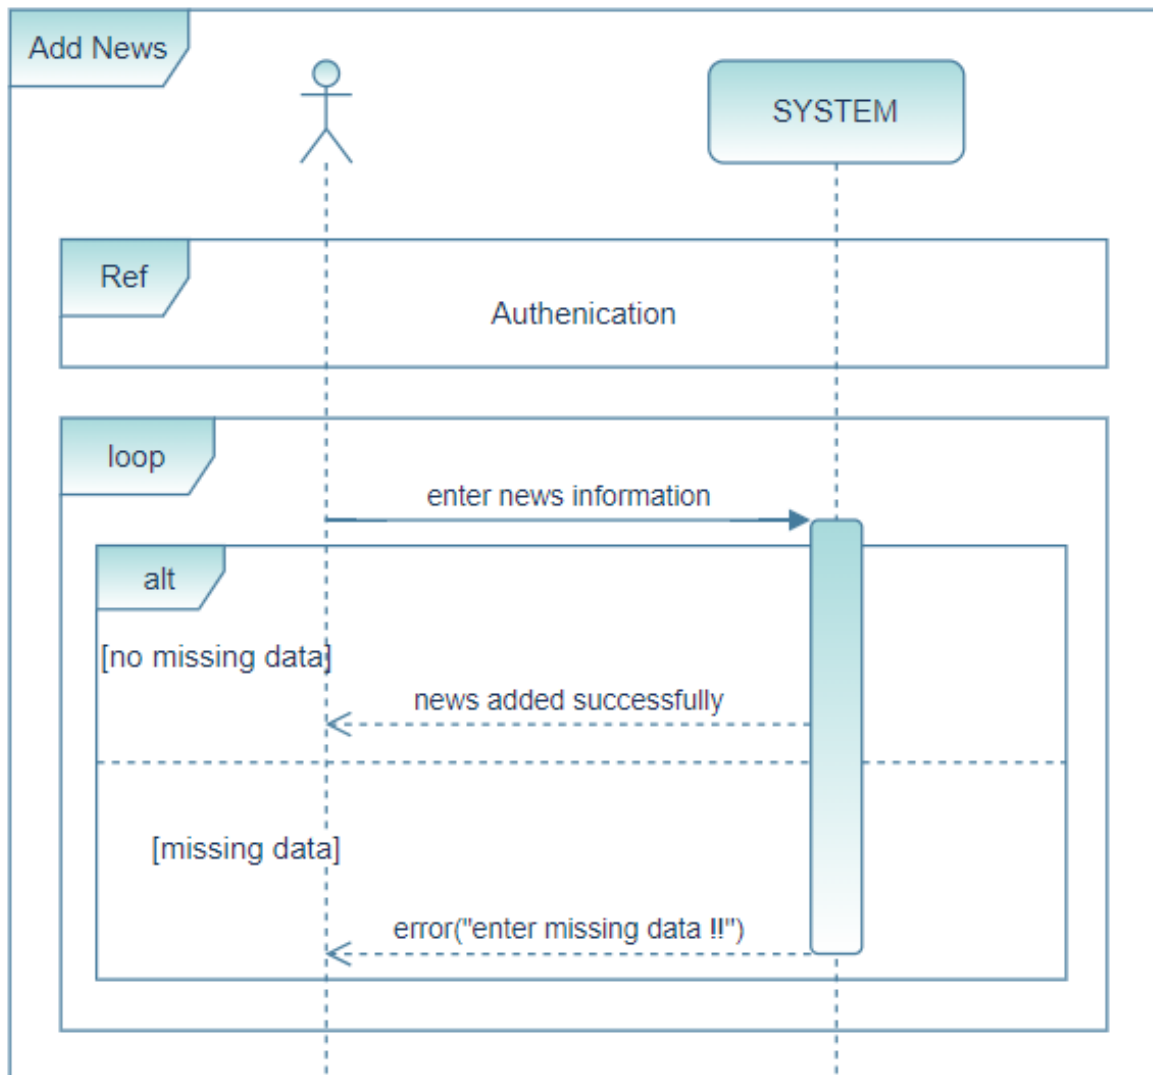 Add News
SYSTEM
Ref
Authenication
loop
enter news information
alt
[no missing data]
news added successfully
[missing data]
error("enter missing data !!")